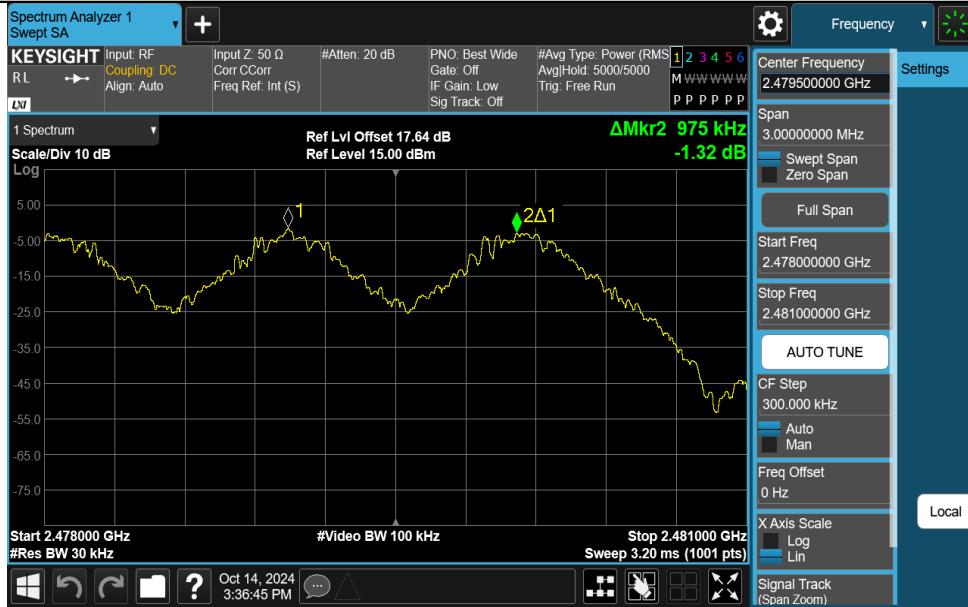 Spectrum Analyzer 1
Swept SA
+
Frequency
KEYSIGHT
RL
LXI
Input: RF
Coupling: DC
Align: Auto
Input Z: 50 Ω
Corr CCorr
Freq Ref: Int (S)
#Atten: 20 dB
PNO: Best Wide
Gate: Off
IF Gain: Low
Sig Track: Off
#Avg Type: Power (RMS
Avg|Hold: 5000/5000
Trig: Free Run
1 2 3 4 5 6
M W W W W W
P P P P P P
1 Spectrum
Scale/Div 10 dB
Log
Ref Lvl Offset 17.64 dB
Ref Level 15.00 dBm
ΔMkr2 975 kHz
-1.32 dB
5.00
-5.00
-15.0
-25.0
-35.0
-45.0
-55.0
-65.0
-75.0
1
2Δ1
Start 2.478000 GHz
#Res BW 30 kHz
#Video BW 100 kHz
Stop 2.481000 GHz
Sweep 3.20 ms (1001 pts)
Center Frequency
2.479500000 GHz
Span
3.00000000 MHz
Swept Span
Zero Span
Full Span
Start Freq
2.478000000 GHz
Stop Freq
2.481000000 GHz
AUTO TUNE
CF Step
300.000 kHz
Auto
Man
Freq Offset
0 Hz
X Axis Scale
Log
Lin
Signal Track
(Span Zoom)
Settings
Local
?
Oct 14, 2024
3:36:45 PM